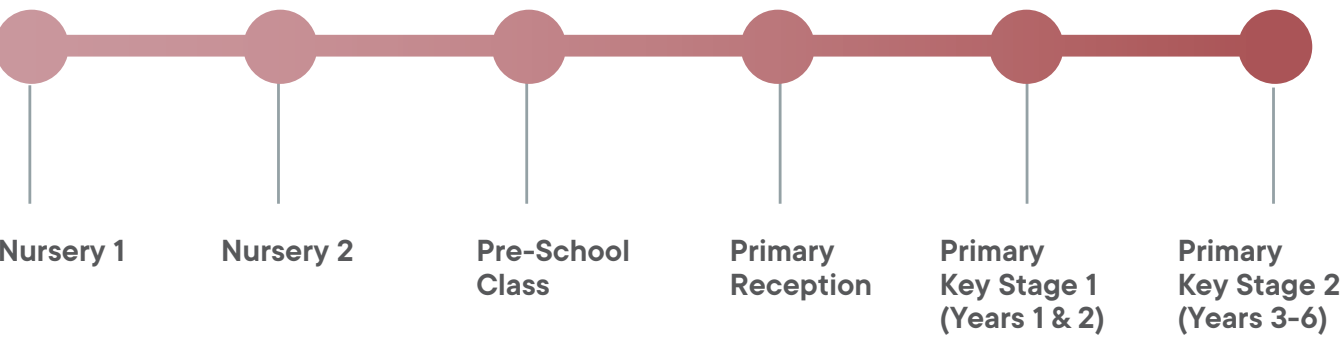 Nursery 1
Nursery 2
Pre-School
Class
Primary
Reception
Primary
Key Stage 1
(Years 1 & 2)
Primary
Key Stage 2
(Years 3-6)